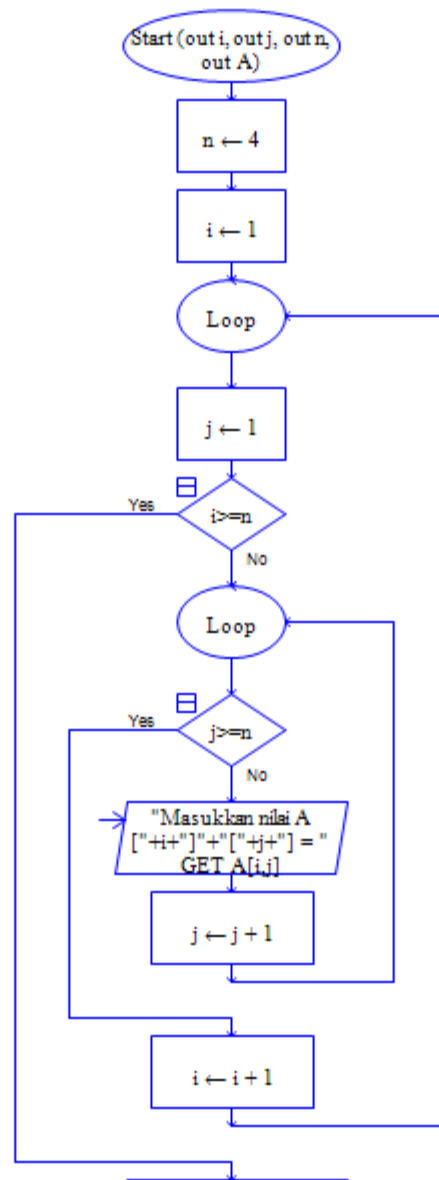 Start (out i, out j, out n,
out A)
n ← 4
i ← 1
Loop
j ← 1
Yes
i>=n
No
Loop
Yes
j>=n
No
"Masukkan nilai A
["+i+"]"+"["+j+"] = "
GET A[i,j]
j ← j + 1
i ← i + 1